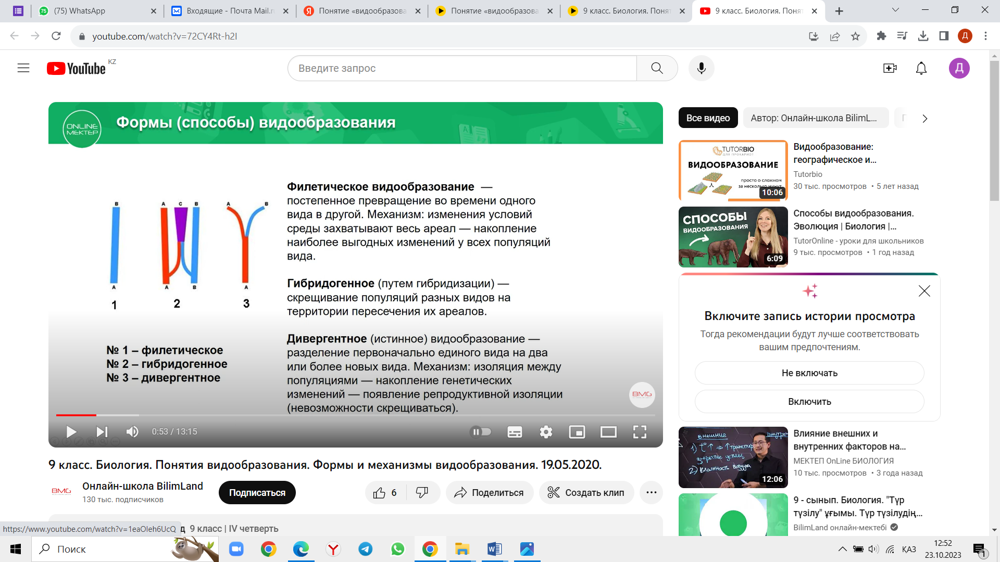 (75) WhatsApp
Входящие - Почта Mail.r
Понятие «видообразова
Понятие «видообразова
9 класс. Биология. Поня
9 класс. Биология. Поня
youtube.com/watch?v=72CY4Rt-h2I
Д
YouTube KZ
Введите запрос
Д
ONLINE
MEKTEP
Формы (способы) видообразования
Филетическое видообразование —
постепенное превращение во времени одного
вида в другой. Механизм: изменения условий
среды захватывают весь ареал — накопление
наиболее выгодных изменений у всех популяций
вида.
Гибридогенное (путем гибридизации) —
скрещивание популяций разных видов на
территории пересечения их ареалов.
Дивергентное (истинное) видообразование —
разделение первоначально единого вида на два
или более новых вида. Механизм: изоляция между
популяциями — накопление генетических
изменений — появление репродуктивной изоляции
(невозможности скрещиваться).
B A C B A B
A A B A
1 2 3
№ 1 – филетическое
№ 2 – гибридогенное
№ 3 – дивергентное
BMG
0:53 / 13:15
9 класс. Биология. Понятия видообразования. Формы и механизмы видообразования. 19.05.2020.
BMG
Онлайн-школа BilimLand
130 тыс. подписчиков
Подписаться
6
Поделиться
Создать клип
д 9 класс | IV четверть
https://www.youtube.com/watch?v=1eaOleh6UcQ
Все видео
Автор: Онлайн-школа BilimL...
TUTORBIO
ДЛЯ ПРОКАРИОТ
ВИДООБРАЗОВАНИЕ
просто о сложном
за несколько минут
10:06
Видообразование:
географическое и...
Tutorbio
30 тыс. просмотров • 5 лет назад
СПОСОБЫ
ВИДООБРАЗОВАНИЯ
6:09
Способы видообразования.
Эволюция | Биология |...
TutorOnline - уроки для школьников
9 тыс. просмотров • 1 год назад
Включите запись истории просмотра
Тогда рекомендации будут лучше соответствовать
вашим предпочтениям.
Не включать
Включить
внешние
1) t° ↑ ⇒ ↑ транспир
закрытие устьиц
2) Влажность воздуха
12:06
Влияние внешних и
внутренних факторов на...
МЕКТЕП OnLine БИОЛОГИЯ
10 тыс. просмотров • 3 года назад
9 - сынып. Биология. "Түр
түзілу" ұғымы. Түр түзілудің...
BilimLand онлайн-мектебі
Поиск
ҚАЗ
12:52
23.10.2023
1